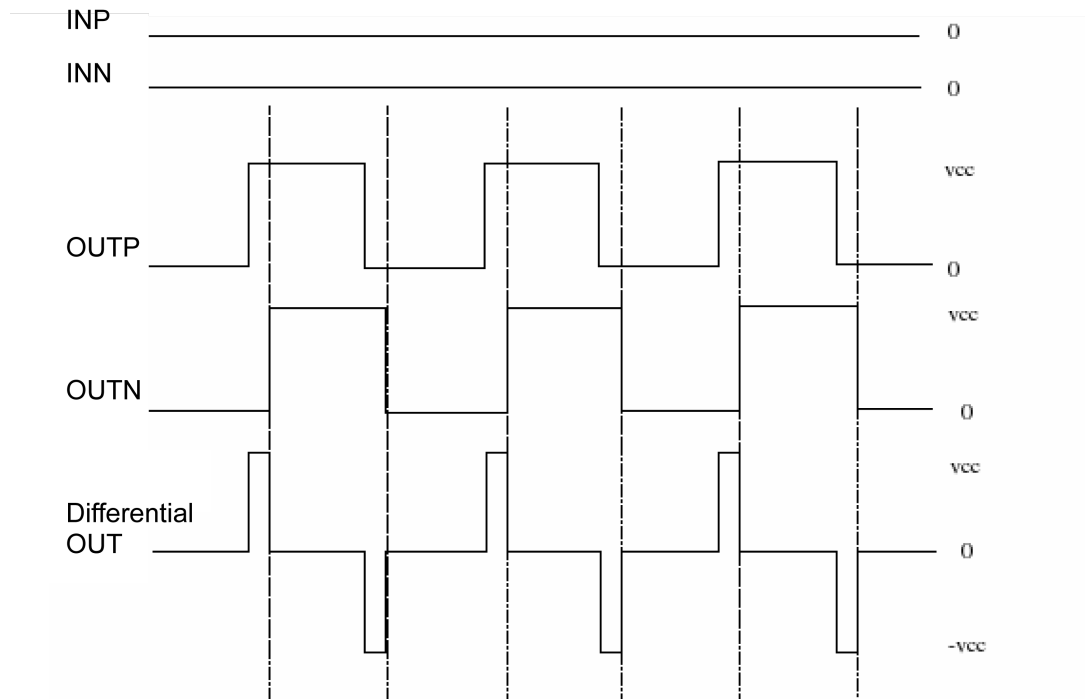 INP
0
INN
0
vcc
OUTP
0
vcc
OUTN
0
vcc
Differential
OUT
0
-vcc